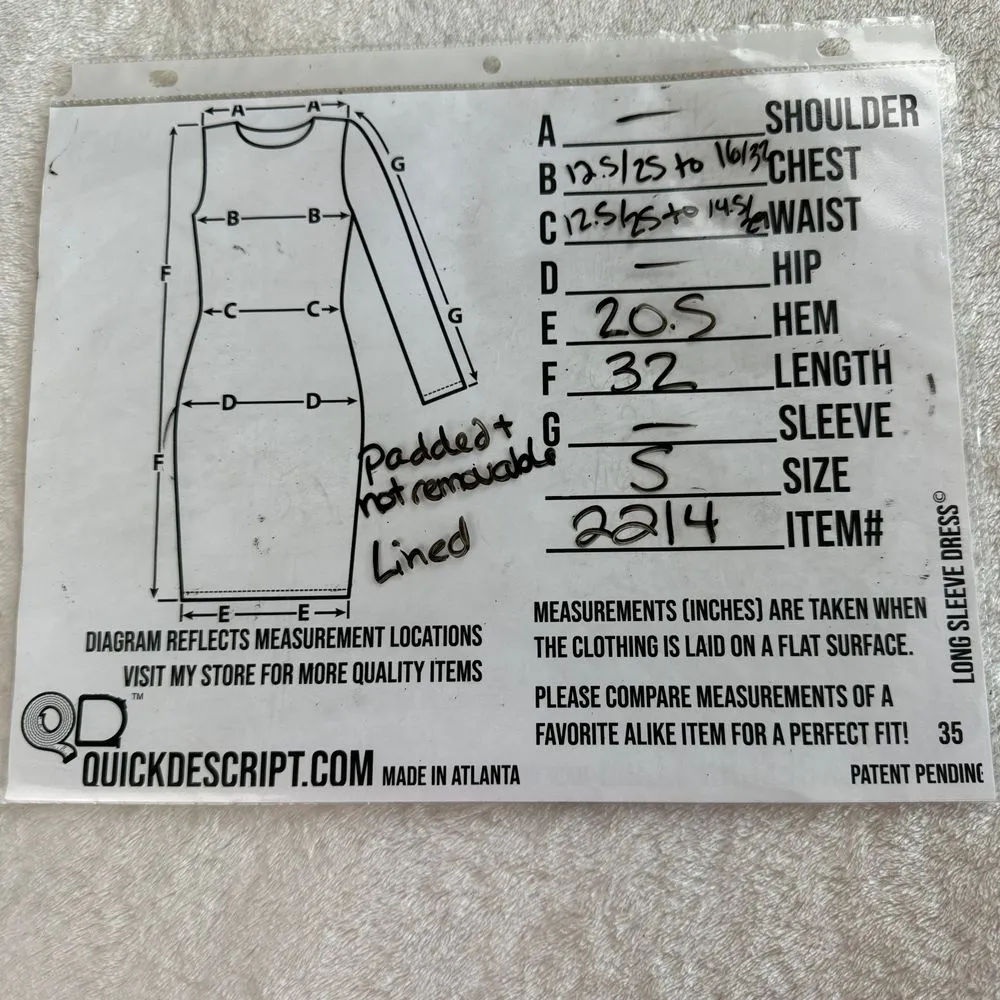 A A
G
B B
F
C C
G
D D
F
E E
Padded +
not removable
Lined
DIAGRAM REFLECTS MEASUREMENT LOCATIONS
VISIT MY STORE FOR MORE QUALITY ITEMS
QD™
QUICKDESCRIPT.COM MADE IN ATLANTA
A — SHOULDER
B 12.5/25 to 16/32 CHEST
C 12.5/25 to 14.5/29 WAIST
D — HIP
E 20.5 HEM
F 32 LENGTH
G — SLEEVE
S SIZE
2214 ITEM#
MEASUREMENTS (INCHES) ARE TAKEN WHEN
THE CLOTHING IS LAID ON A FLAT SURFACE.
PLEASE COMPARE MEASUREMENTS OF A
FAVORITE ALIKE ITEM FOR A PERFECT FIT! 35
PATENT PENDING
LONG SLEEVE DRESS©